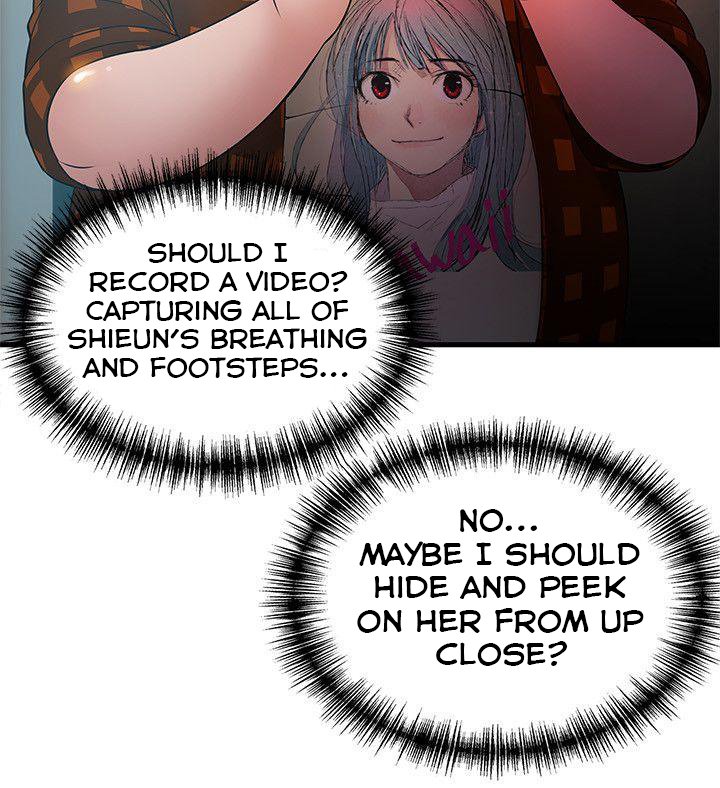 waii
SHOULD I
RECORD A VIDEO?
CAPTURING ALL OF
SHIEUN'S BREATHING
AND FOOTSTEPS...
NO...
MAYBE I SHOULD
HIDE AND PEEK
ON HER FROM UP
CLOSE?